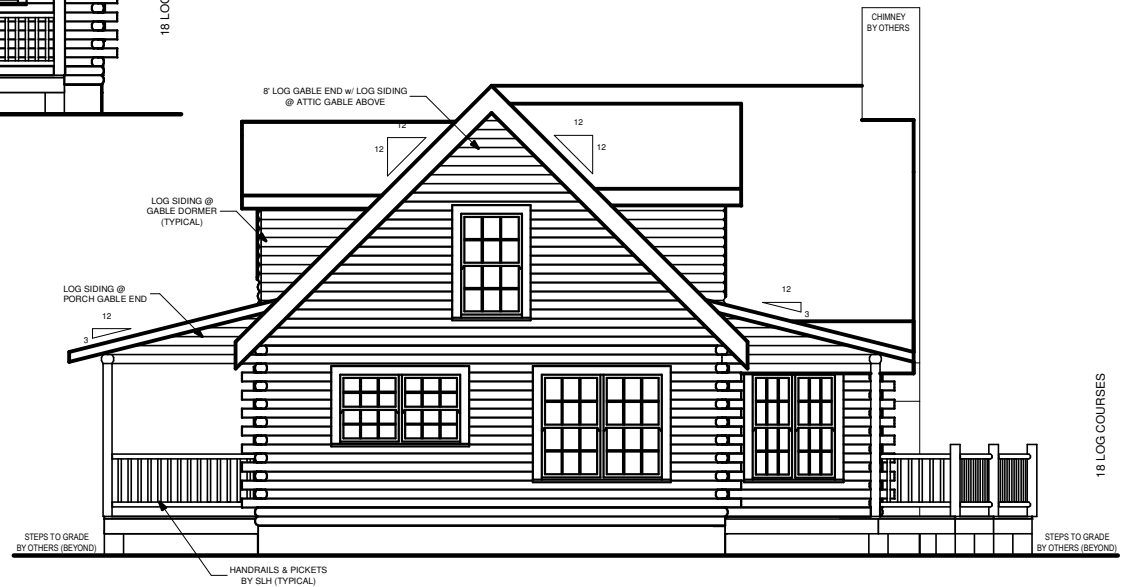 18 LOG
CHIMNEY
BY OTHERS
8' LOG GABLE END w/ LOG SIDING
@ ATTIC GABLE ABOVE
12
12
12
12
LOG SIDING @
GABLE DORMER
(TYPICAL)
LOG SIDING @
PORCH GABLE END
12
3
12
3
18 LOG COURSES
STEPS TO GRADE
BY OTHERS (BEYOND)
STEPS TO GRADE
BY OTHERS (BEYOND)
HANDRAILS & PICKETS
BY SLH (TYPICAL)